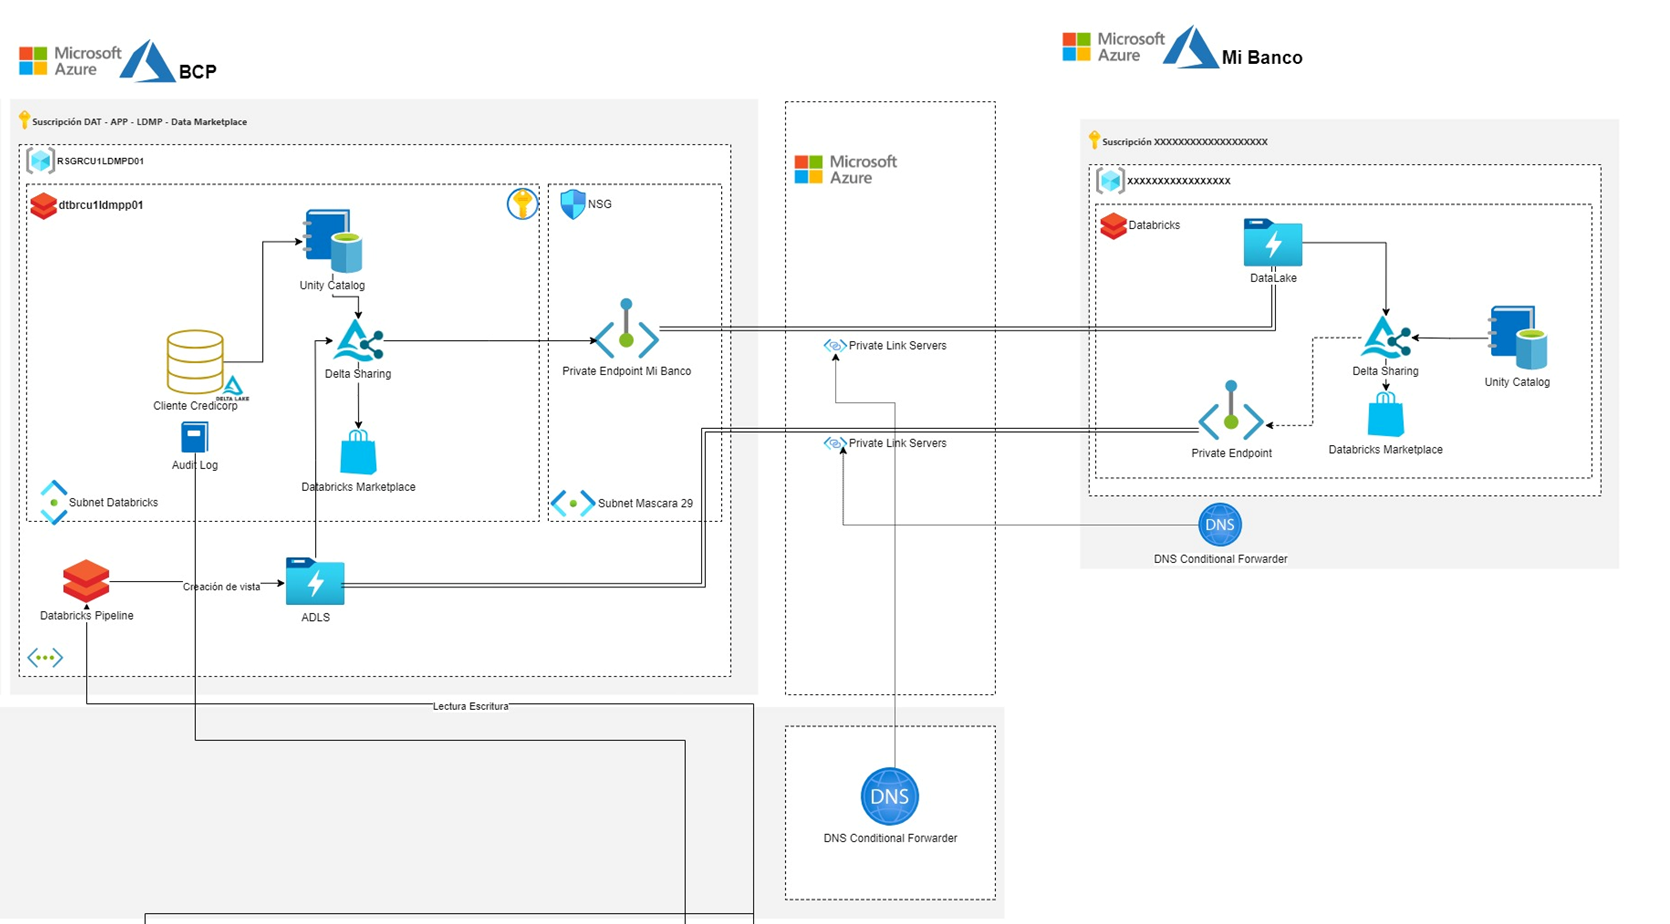 Microsoft
Azure
BCP
Microsoft
Azure
Mi Banco
Suscripción DAT - APP - LDMP - Data Marketplace
RSGRCU1LDMPD01
dtbrcu1ldmpp01
NSG
Unity Catalog
Cliente Credicorp
DELTA LAKE
Delta Sharing
Private Endpoint Mi Banco
Audit Log
Databricks Marketplace
Subnet Databricks
Subnet Mascara 29
Databricks Pipeline
Creación de vista
ADLS
Lectura Escritura
Microsoft
Azure
Private Link Servers
Private Link Servers
DNS
DNS Conditional Forwarder
Suscripción XXXXXXXXXXXXXXXXXXX
XXXXXXXXXXXXXXXXX
Databricks
DataLake
Delta Sharing
Unity Catalog
Private Endpoint
Databricks Marketplace
DNS
DNS Conditional Forwarder